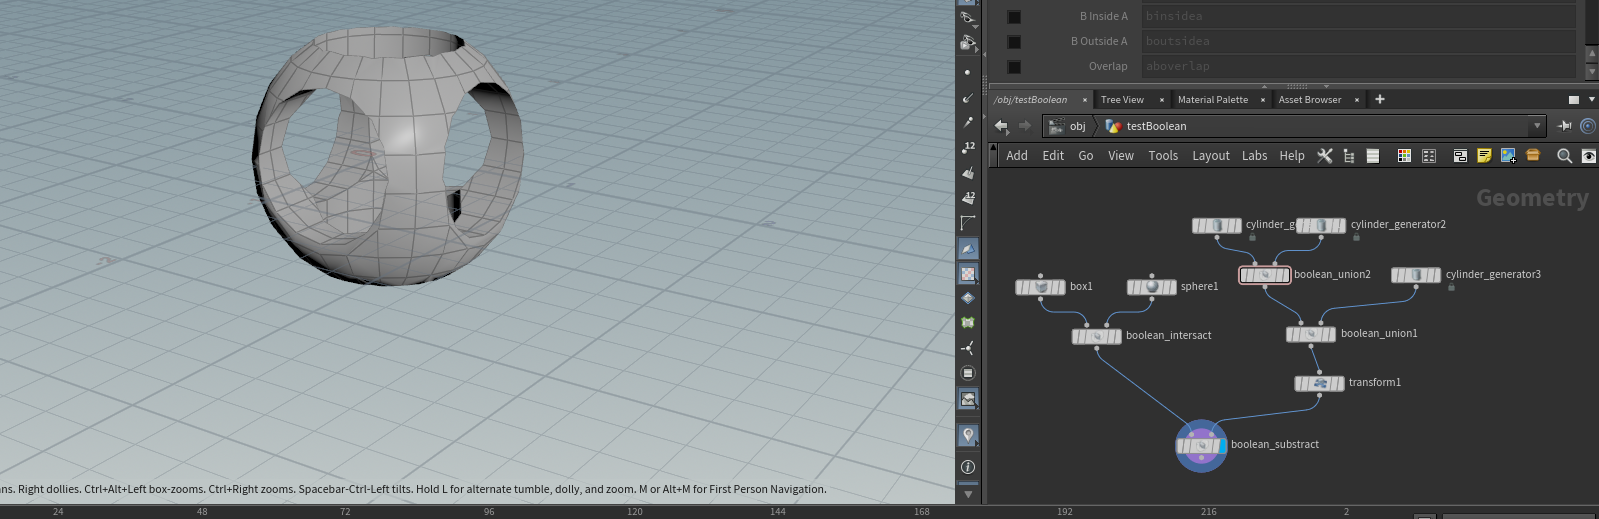 B Inside A
binsidea
B Outside A
boutsidea
Overlap
aboverlap
/obj/testBoolean
Tree View
Material Palette
Asset Browser
obj
testBoolean
Add Edit Go View Tools Layout Labs Help
Geometry
cylinder_g
cylinder_generator2
boolean_union2
cylinder_generator3
box1
sphere1
boolean_intersact
boolean_union1
transform1
boolean_substract
12
12
ns. Right dollies. Ctrl+Alt+Left box-zooms. Ctrl+Right zooms. Spacebar-Ctrl-Left tilts. Hold L for alternate tumble, dolly, and zoom. M or Alt+M for First Person Navigation.
24 48 72 96 120 144 168 192 216 2